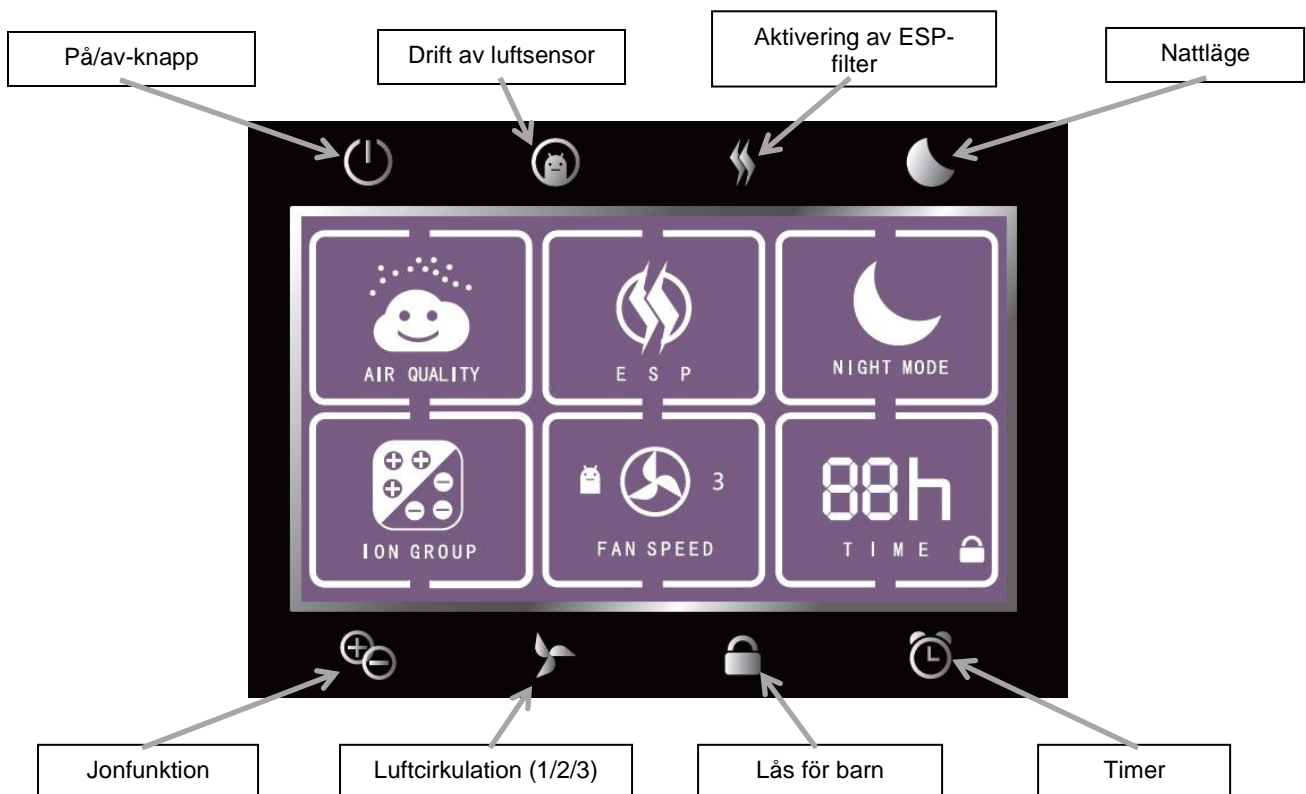 På/av-knapp
Drift av luftsensor
Aktivering av ESP-
filter
Nattläge
AIR QUALITY
E S P
NIGHT MODE
ION GROUP
3
FAN SPEED
88h
T I M E
Jonfunktion
Luftcirkulation (1/2/3)
Lås för barn
Timer